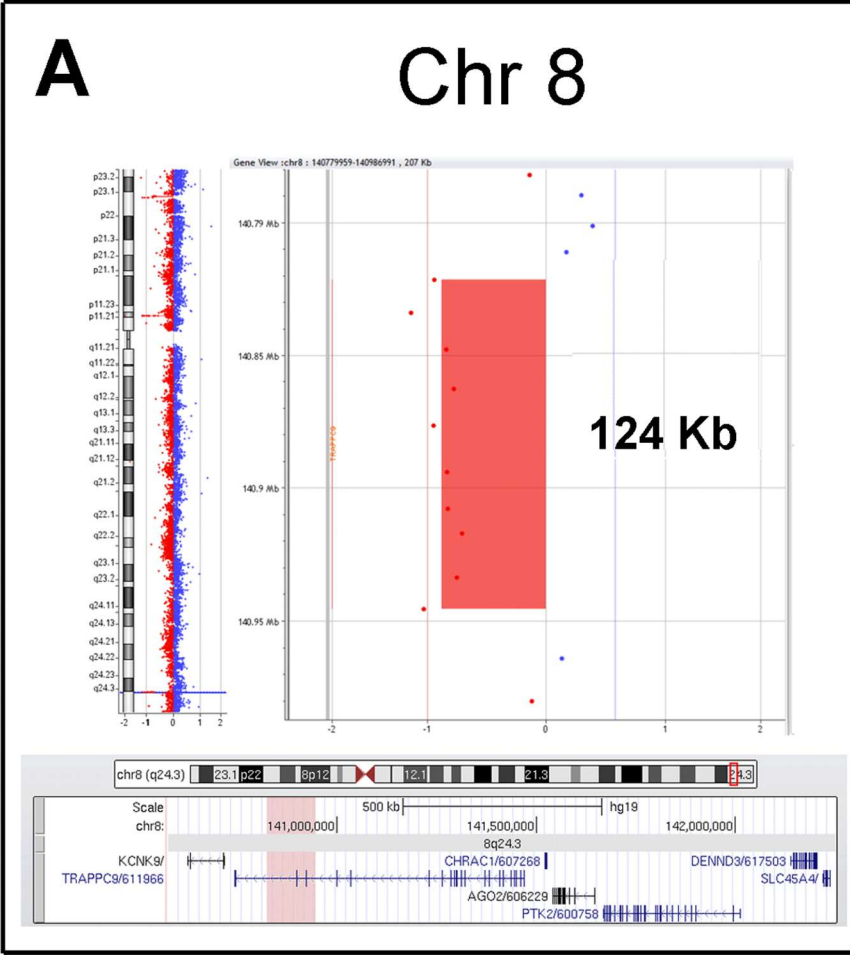 A
Chr 8
Gene View :chr8 : 140779959-140986991 , 207 Kb
p23.2
p23.1
p22
p21.3
p21.2
p21.1
p11.23
p11.21
q11.21
q11.22
q12.1
q12.2
q13.1
q13.3
q21.11
q21.12
q21.2
q22.1
q22.2
q23.1
q23.2
q24.11
q24.13
q24.21
q24.22
q24.23
q24.3
-2 -1 0 1 2
140.79 Mb
140.85 Mb
140.9 Mb
140.95 Mb
TRAPPC9
124 Kb
-2 -1 0 1 2
chr8 (q24.3) 23.1 p22 8p12 12.1 21.3 24.3
Scale 500 kb hg19
chr8: 141,000,000 141,500,000 142,000,000
8q24.3
KCNK9/ CHRAC1/607268 DENND3/617503
TRAPPC9/611966 SLC45A4/
AGO2/606229
PTK2/600758